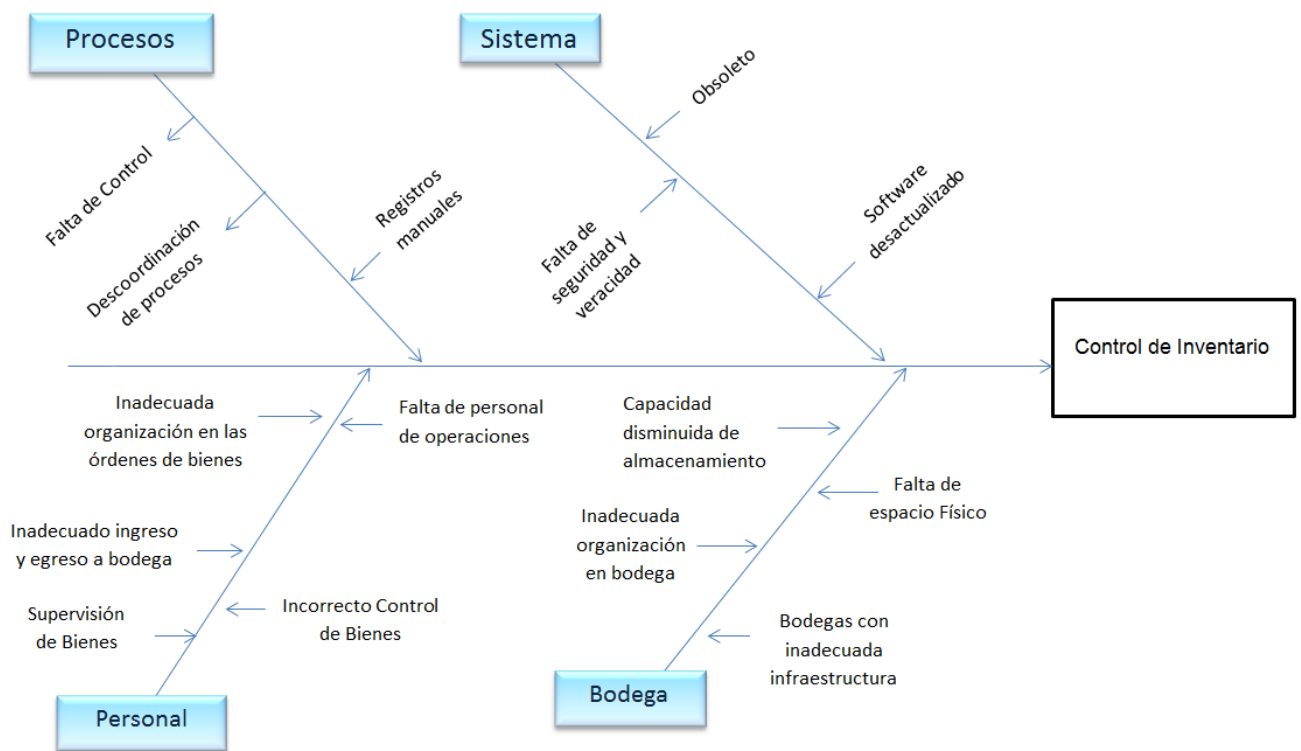 Procesos
Sistema
Falta de Control
Descoordinación
de procesos
Registros
manuales
Obsoleto
Falta de
seguridad y
veracidad
Software
desactualizado
Control de Inventario
Inadecuada
organización en las
órdenes de bienes
Falta de personal
de operaciones
Inadecuado ingreso
y egreso a bodega
Supervisión
de Bienes
Incorrecto Control
de Bienes
Capacidad
disminuida de
almacenamiento
Falta de
espacio Físico
Inadecuada
organización
en bodega
Bodegas con
inadecuada
infraestructura
Personal
Bodega